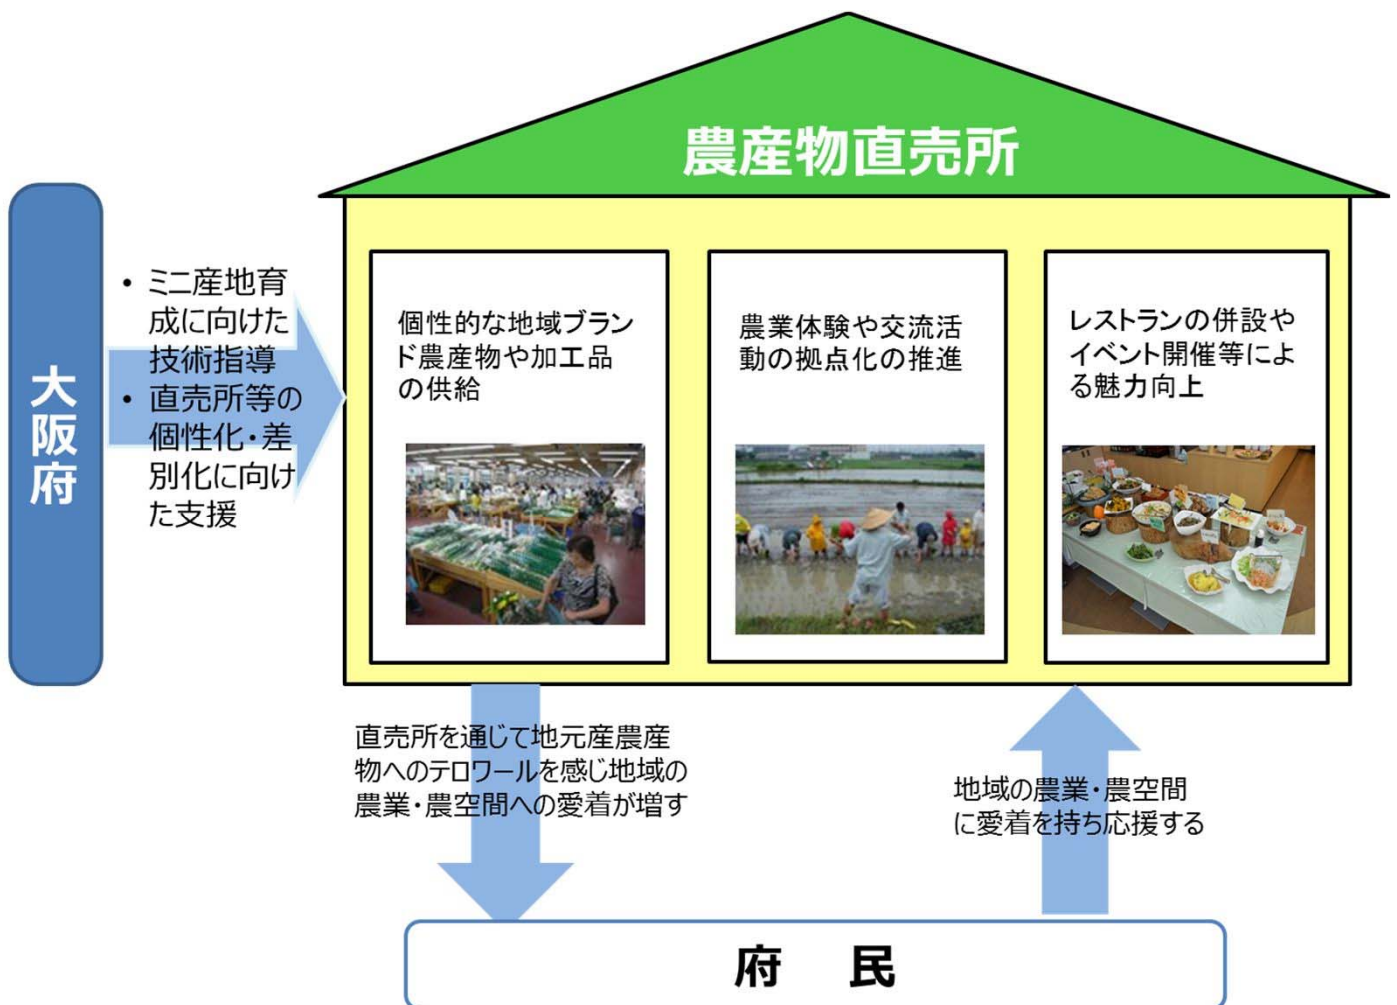 農産物直売所
大阪府
• ミニ産地育
成に向けた
技術指導
• 直売所等の
個性化・差
別化に向け
た支援
個性的な地域ブラン
ド農産物や加工品
の供給
農業体験や交流活
動の拠点化の推進
レストランの併設や
イベント開催等によ
る魅力向上
直売所を通じて地元産農産
物へのテロワールを感じ地域の
農業・農空間への愛着が増す
地域の農業・農空間
に愛着を持ち応援する
府　民